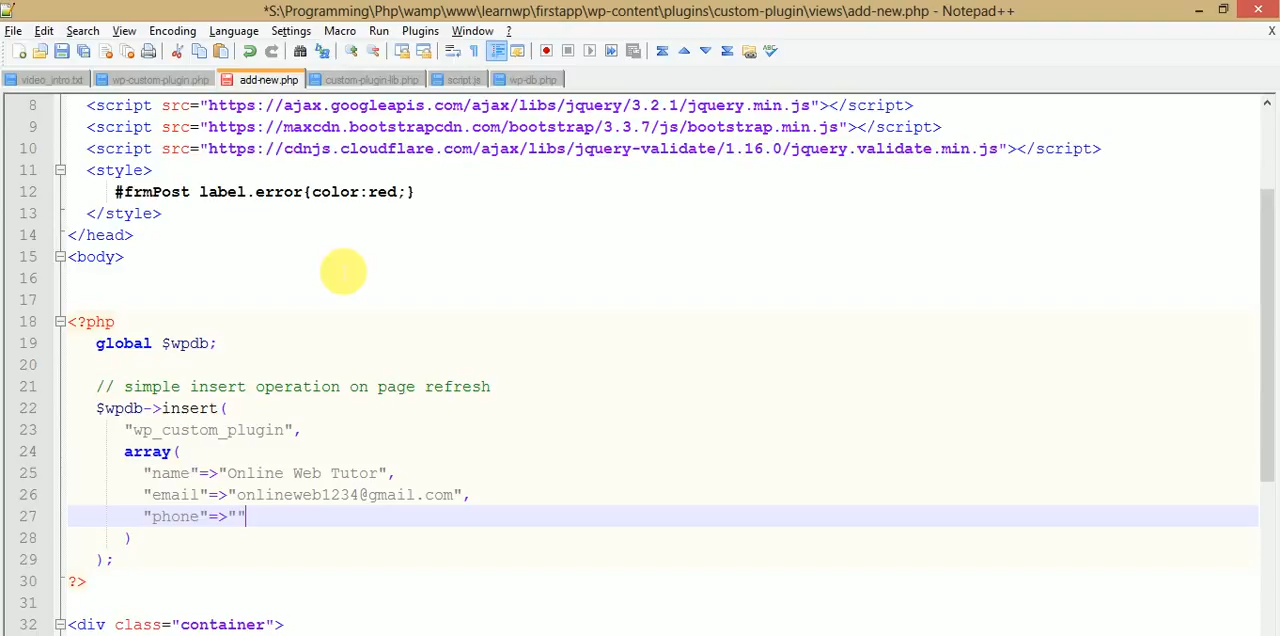 *S:\Programming\Php\wamp\www\learnwp\firstapp\wp-content\plugins\custom-plugin\views\add-new.php - Notepad++
File Edit Search View Encoding Language Settings Macro Run Plugins Window ? X
video_intro.txt wp-custom-plugin.php add-new.php custom-plugin-lib.php script.js wp-db.php
8 <script src="https://ajax.googleapis.com/ajax/libs/jquery/3.2.1/jquery.min.js"></script>
9 <script src="https://maxcdn.bootstrapcdn.com/bootstrap/3.3.7/js/bootstrap.min.js"></script>
10 <script src="https://cdnjs.cloudflare.com/ajax/libs/jquery-validate/1.16.0/jquery.validate.min.js"></script>
11 <style>
12 #frmPost label.error{color:red;}
13 </style>
14 </head>
15 <body>
16
17
18 <?php
19 global $wpdb;
20
21 // simple insert operation on page refresh
22 $wpdb->insert(
23 "wp_custom_plugin",
24 array(
25 "name"=>"Online Web Tutor",
26 "email"=>"onlineweb1234@gmail.com",
27 "phone"=>""
28 )
29 );
30 ?>
31
32 <div class="container">